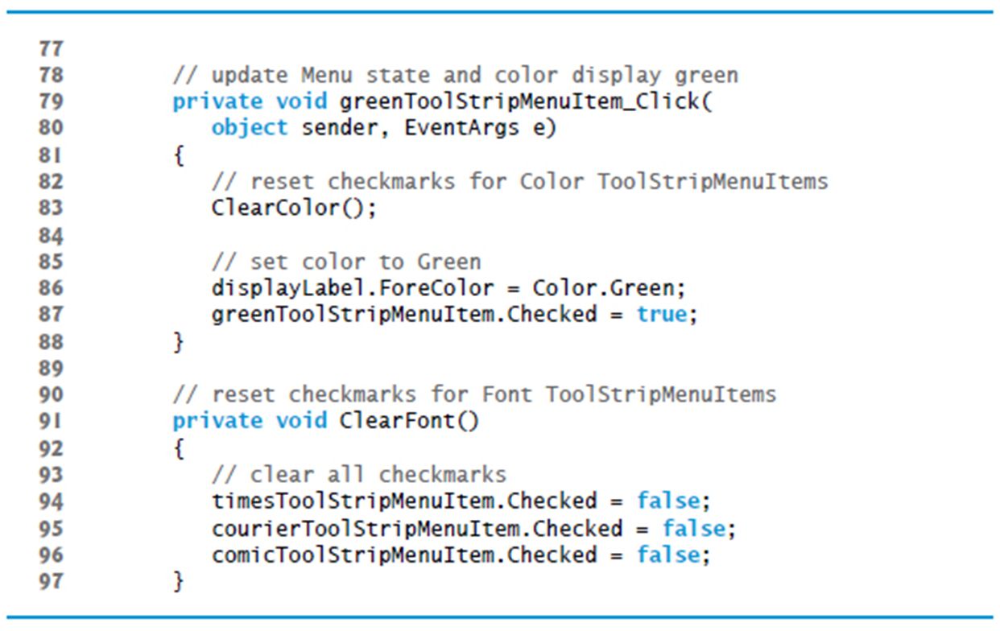 77
78 // update Menu state and color display green
79 private void greenToolStripMenuItem_Click(
80 object sender, EventArgs e)
81 {
82 // reset checkmarks for Color ToolStripMenuItems
83 ClearColor();
84
85 // set color to Green
86 displayLabel.ForeColor = Color.Green;
87 greenToolStripMenuItem.Checked = true;
88 }
89
90 // reset checkmarks for Font ToolStripMenuItems
91 private void ClearFont()
92 {
93 // clear all checkmarks
94 timesToolStripMenuItem.Checked = false;
95 courierToolStripMenuItem.Checked = false;
96 comicToolStripMenuItem.Checked = false;
97 }